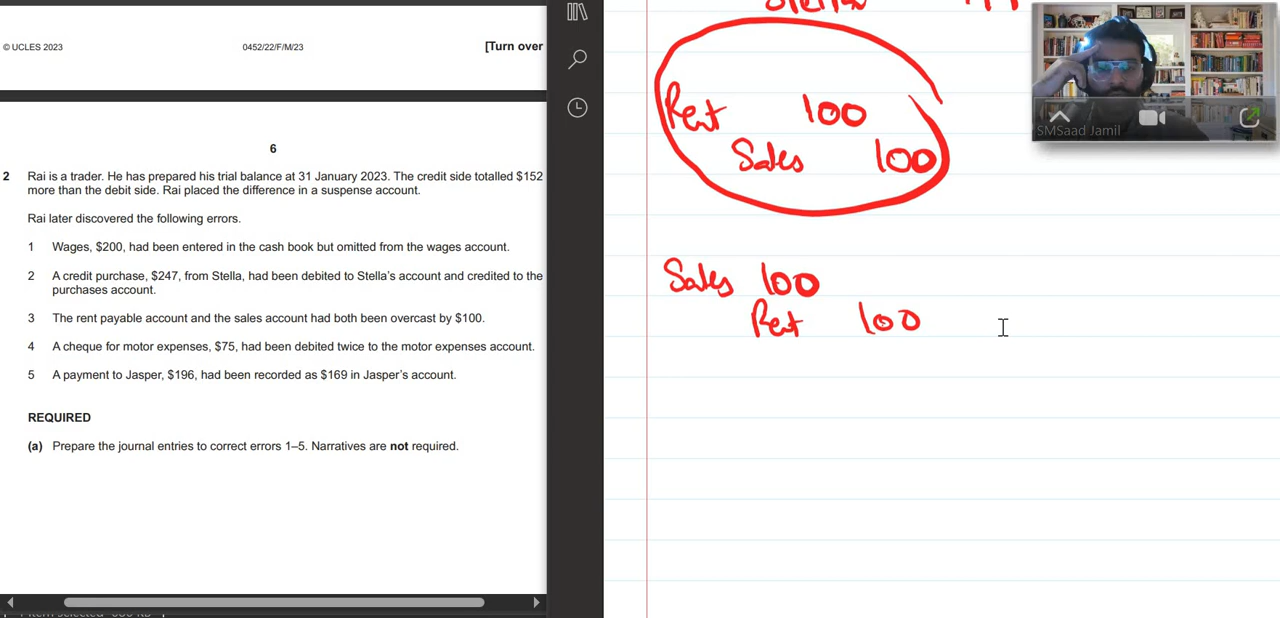 © UCLES 2023
0452/22/F/M/23
[Turn over
6
2 Rai is a trader. He has prepared his trial balance at 31 January 2023. The credit side totalled $152
more than the debit side. Rai placed the difference in a suspense account.
Rai later discovered the following errors.
1 Wages, $200, had been entered in the cash book but omitted from the wages account.
2 A credit purchase, $247, from Stella, had been debited to Stella's account and credited to the
purchases account.
3 The rent payable account and the sales account had both been overcast by $100.
4 A cheque for motor expenses, $75, had been debited twice to the motor expenses account.
5 A payment to Jasper, $196, had been recorded as $169 in Jasper's account.
REQUIRED
(a) Prepare the journal entries to correct errors 1–5. Narratives are not required.
Rent 100
Sales 100
Sales 100
Rent 100
SMSaad Jamil